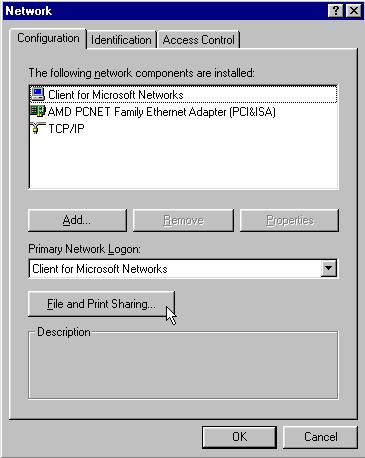 Network
Configuration Identification Access Control
The following network components are installed:
Client for Microsoft Networks
AMD PCNET Family Ethernet Adapter (PCI&ISA)
TCP/IP
Add... Remove Properties
Primary Network Logon:
Client for Microsoft Networks
File and Print Sharing...
Description
OK Cancel